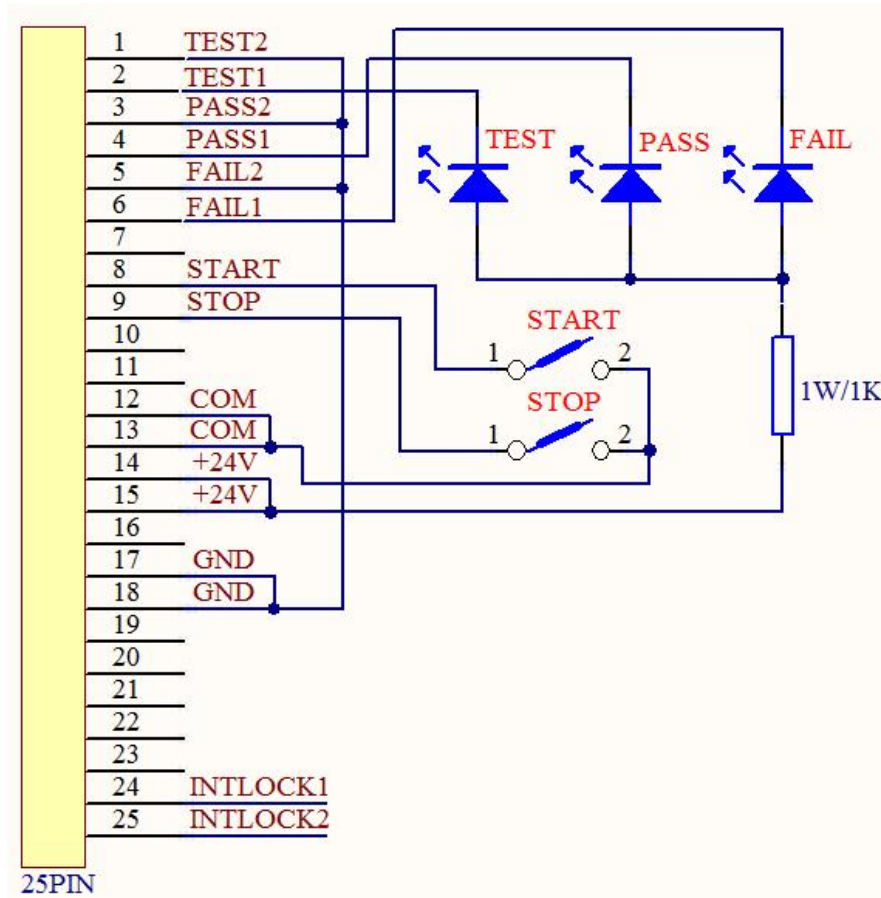 1 TEST2
2 TEST1
3 PASS2
4 PASS1
5 FAIL2
6 FAIL1
7
8 START
9 STOP
10
11
12 COM
13 COM
14 +24V
15 +24V
16
17 GND
18 GND
19
20
21
22
23
24 INTLOCK1
25 INTLOCK2
25PIN
TEST PASS FAIL
START
1 2
STOP
1 2
1W/1K